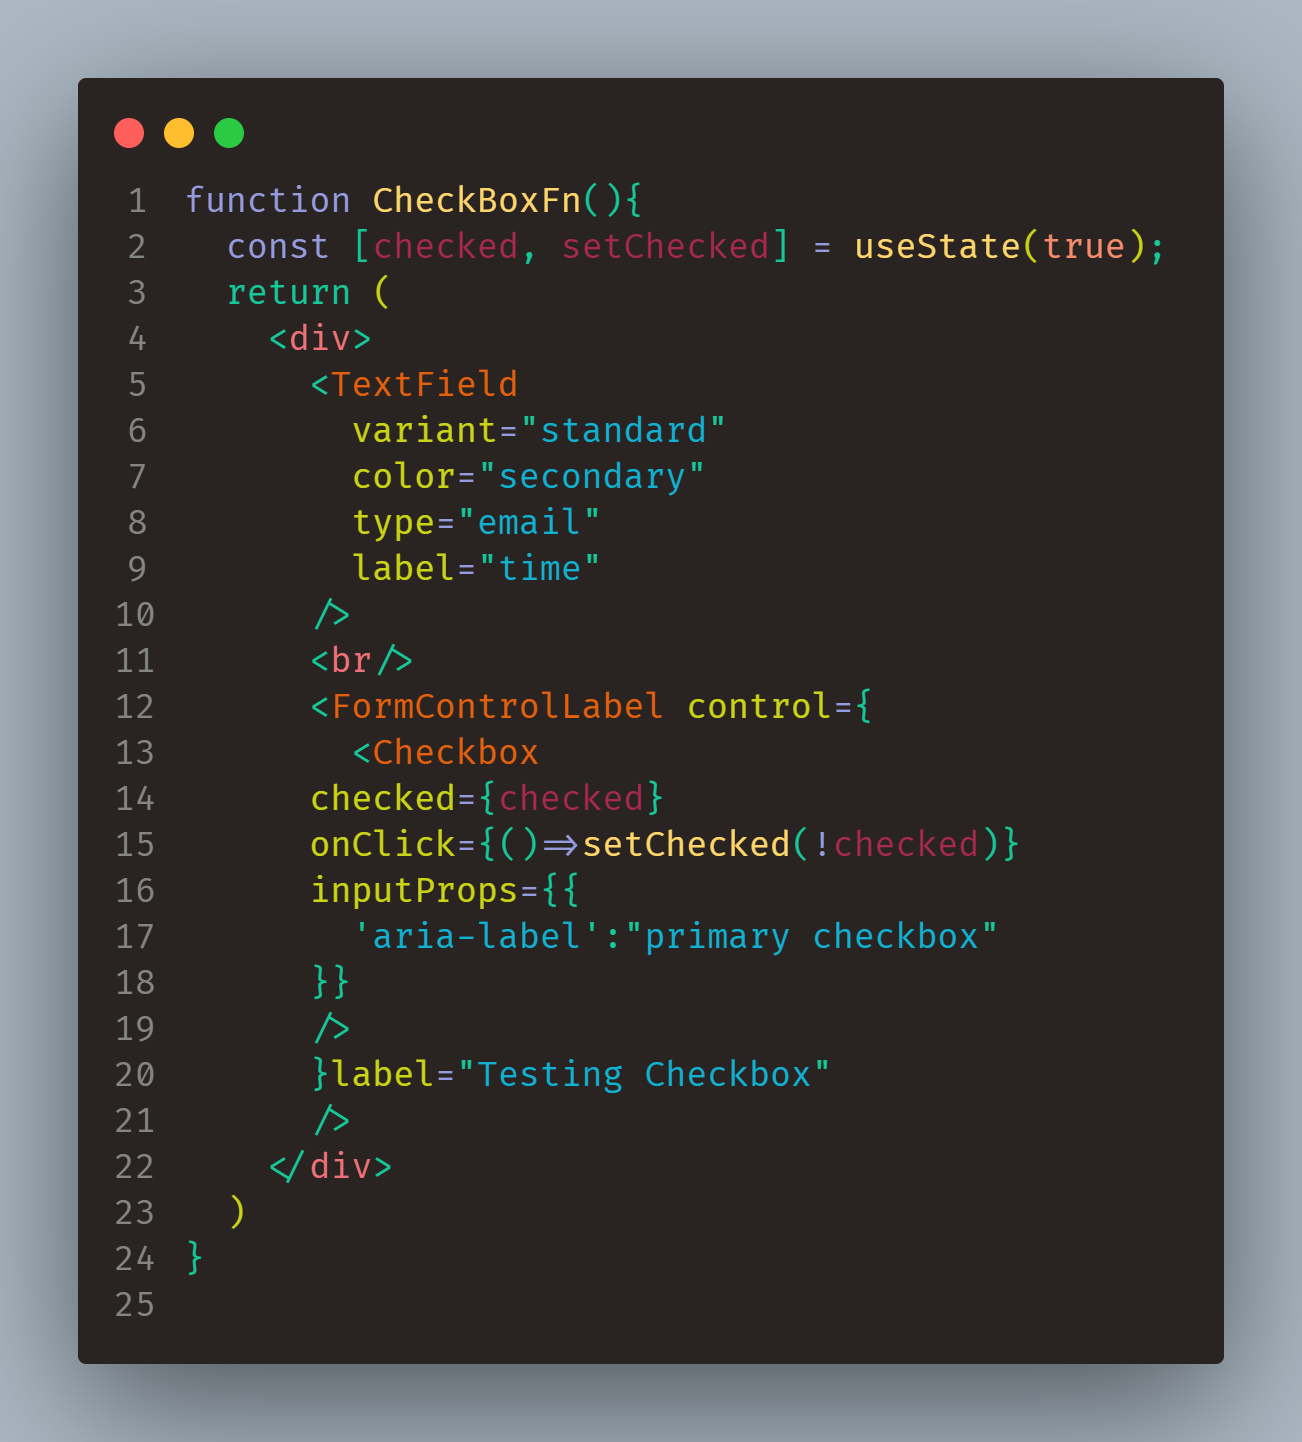 1 function CheckBoxFn(){
2   const [checked, setChecked] = useState(true);
3   return (
4     <div>
5       <TextField
6         variant="standard"
7         color="secondary"
8         type="email"
9         label="time"
10       />
11       <br/>
12       <FormControlLabel control={
13         <Checkbox
14       checked={checked}
15       onClick={()=>setChecked(!checked)}
16       inputProps={{
17         'aria-label':"primary checkbox"
18       }}
19       />
20       }label="Testing Checkbox"
21       />
22     </div>
23   )
24 }
25